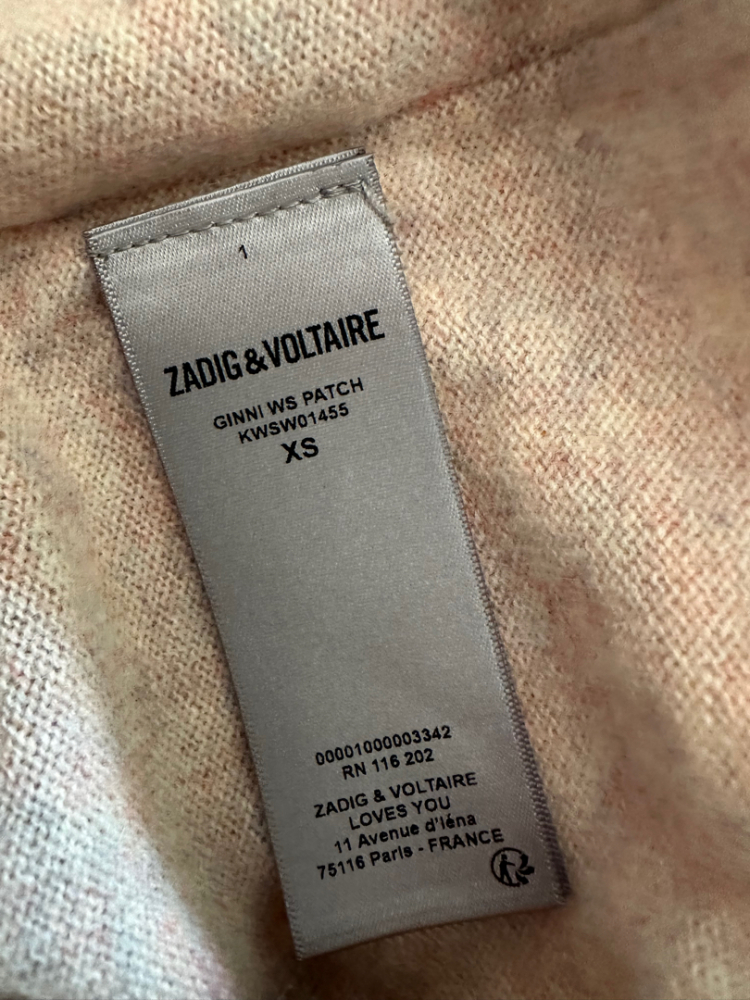 1
ZADIG & VOLTAIRE
GINNI WS PATCH
KWSW01455
XS
00001000003342
RN 116 202
ZADIG & VOLTAIRE
LOVES YOU
11 Avenue d'Iéna
75116 Paris - FRANCE